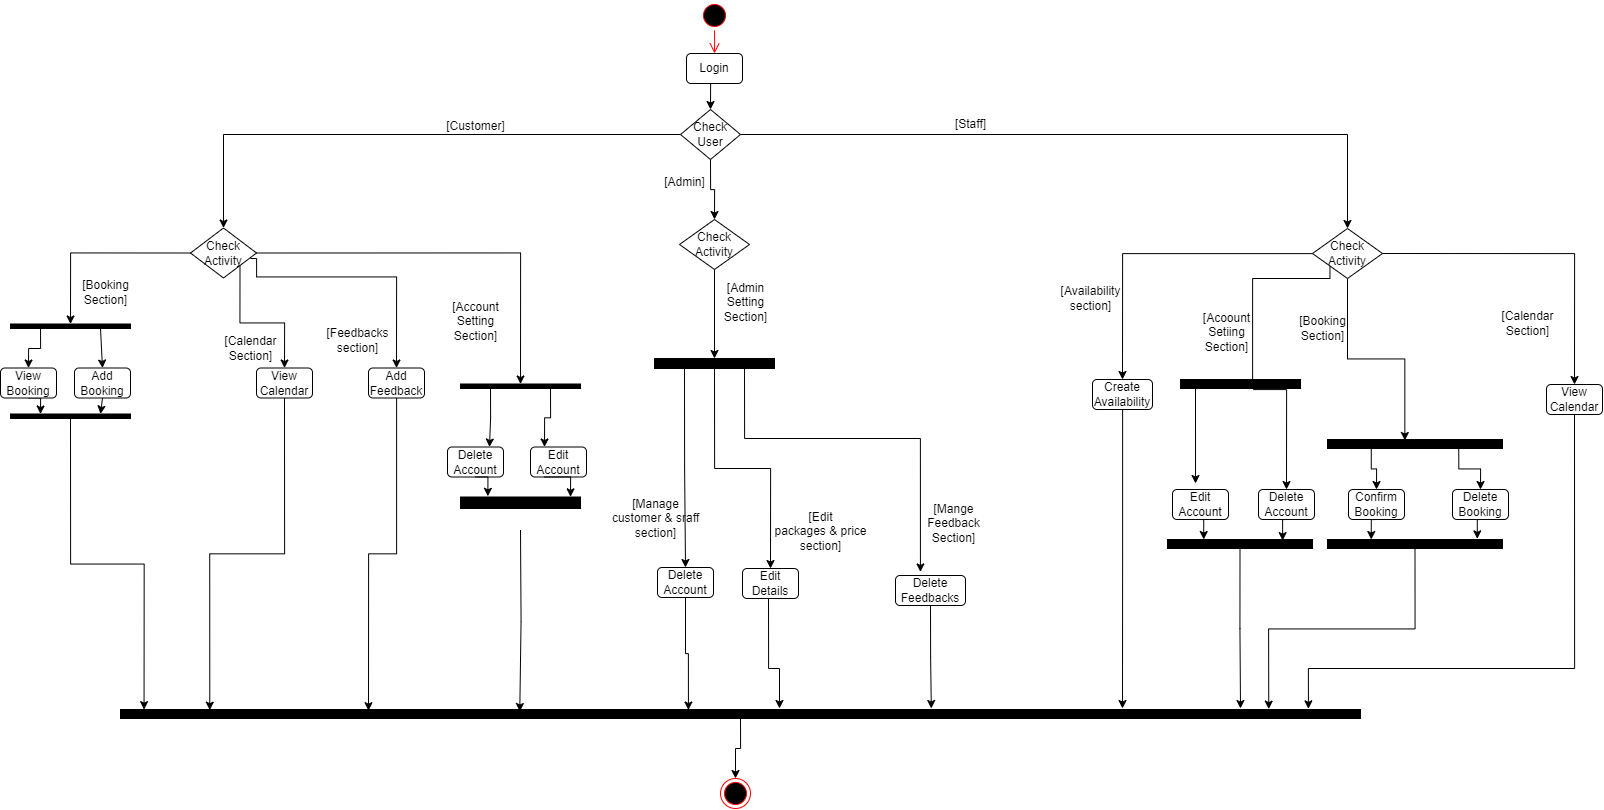 Login
Check
User
[Customer]
[Staff]
[Admin]
Check
Activity
[Booking
Section]
View
Booking
Add
Booking
[Calendar
Section]
View
Calendar
[Feedbacks
section]
Add
Feedback
[Account
Setting
Section]
Delete
Account
Edit
Account
Check
Activity
[Admin
Setting
Section]
[Manage
customer & sraff
section]
Delete
Account
[Edit
packages & price
section]
Edit
Details
[Mange
Feedback
Section]
Delete
Feedbacks
Check
Activity
[Availability
section]
Create
Availability
[Acoount
Setiing
Section]
Edit
Account
Delete
Account
[Booking
Section]
Confirm
Booking
Delete
Booking
[Calendar
Section]
View
Calendar